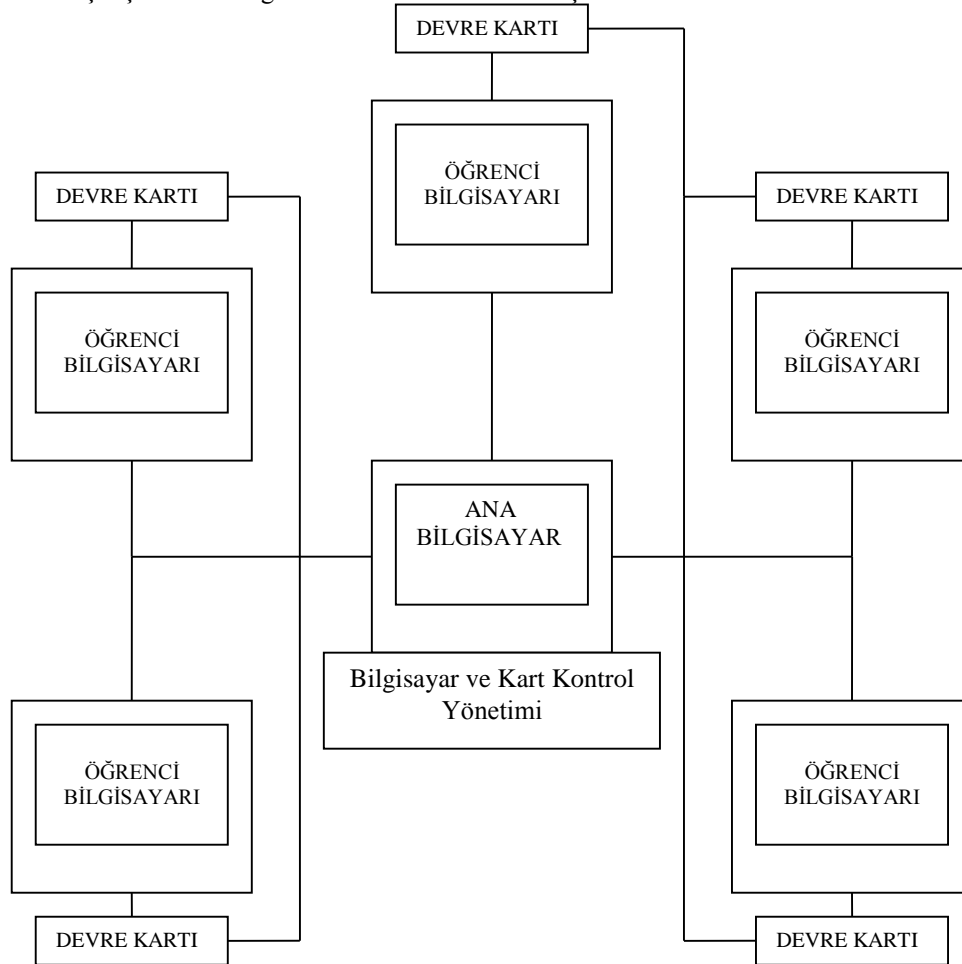 DEVRE KARTI
ÖĞRENCİ
BİLGİSAYARI
DEVRE KARTI
DEVRE KARTI
ÖĞRENCİ
BİLGİSAYARI
ÖĞRENCİ
BİLGİSAYARI
ANA
BİLGİSAYAR
Bilgisayar ve Kart Kontrol
Yönetimi
ÖĞRENCİ
BİLGİSAYARI
ÖĞRENCİ
BİLGİSAYARI
DEVRE KARTI
DEVRE KARTI